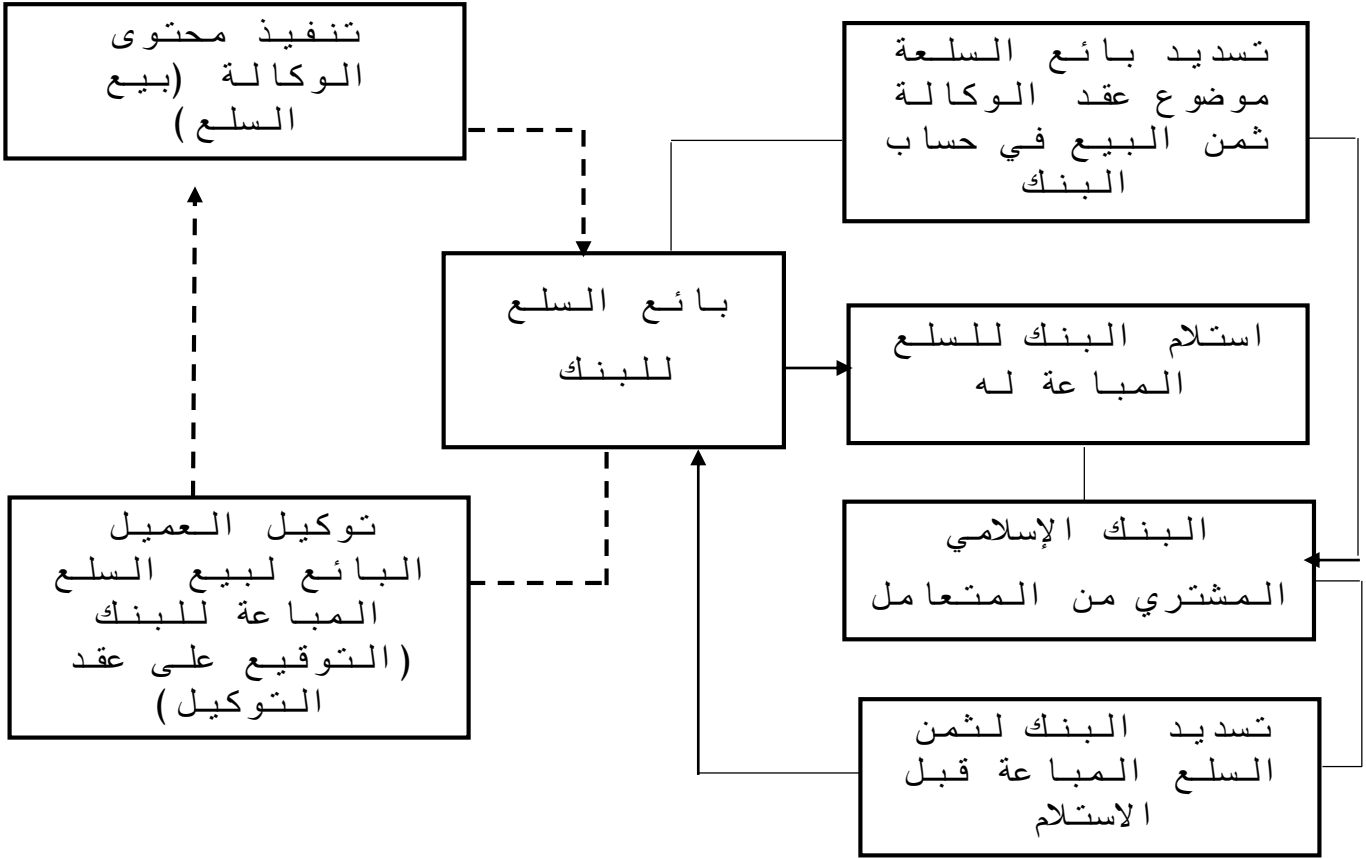 تنفيذ محتوى
الوكالة (بيع
السلع)
تسديد بائع السلعة
موضوع عقد الوكالة
ثمن البيع في حساب
البنك
بائع السلع
للبنك
استلام البنك للسلع
المباعة له
توكيل العميل
البائع لبيع السلع
المباعة للبنك
(التوقيع على عقد
التوكيل)
البنك الإسلامي
المشتري من المتعامل
تسديد البنك لثمن
السلع المباعة قبل
الاستلام